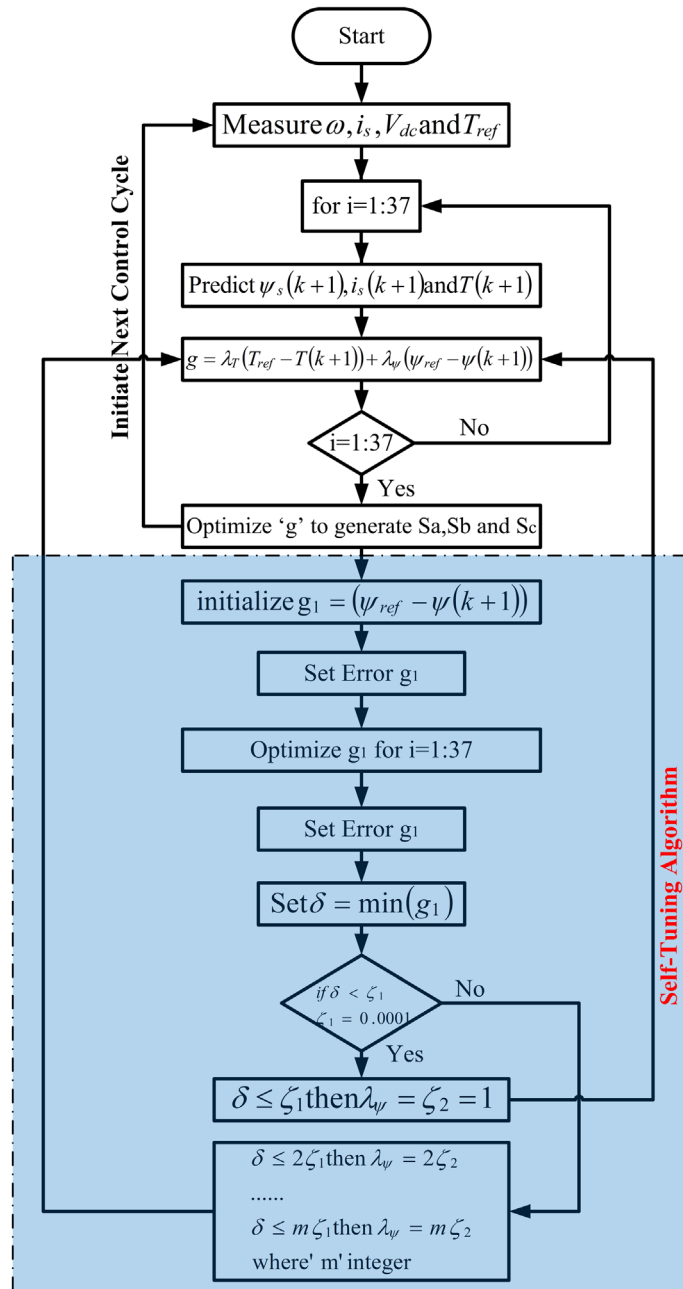 Start
Measure ω, i_s, V_dc and T_ref
for i=1:37
Predict ψ_s(k+1), i_s(k+1) and T(k+1)
g = λ_T(T_ref − T(k+1)) + λ_ψ(ψ_ref − ψ(k+1))
i=1:37
No
Yes
Optimize ‘g’ to generate Sa,Sb and Sc
Initiate Next Control Cycle
initialize g₁ = (ψ_ref − ψ(k+1))
Set Error g₁
Optimize g₁ for i=1:37
Set Error g₁
Set δ = min(g₁)
if δ < ζ₁
ζ₁ = 0.0001
No
Yes
δ ≤ ζ₁ then λ_ψ = ζ₂ = 1
δ ≤ 2ζ₁ then λ_ψ = 2ζ₂
......
δ ≤ mζ₁ then λ_ψ = mζ₂
where' m' integer
Self-Tuning Algorithm